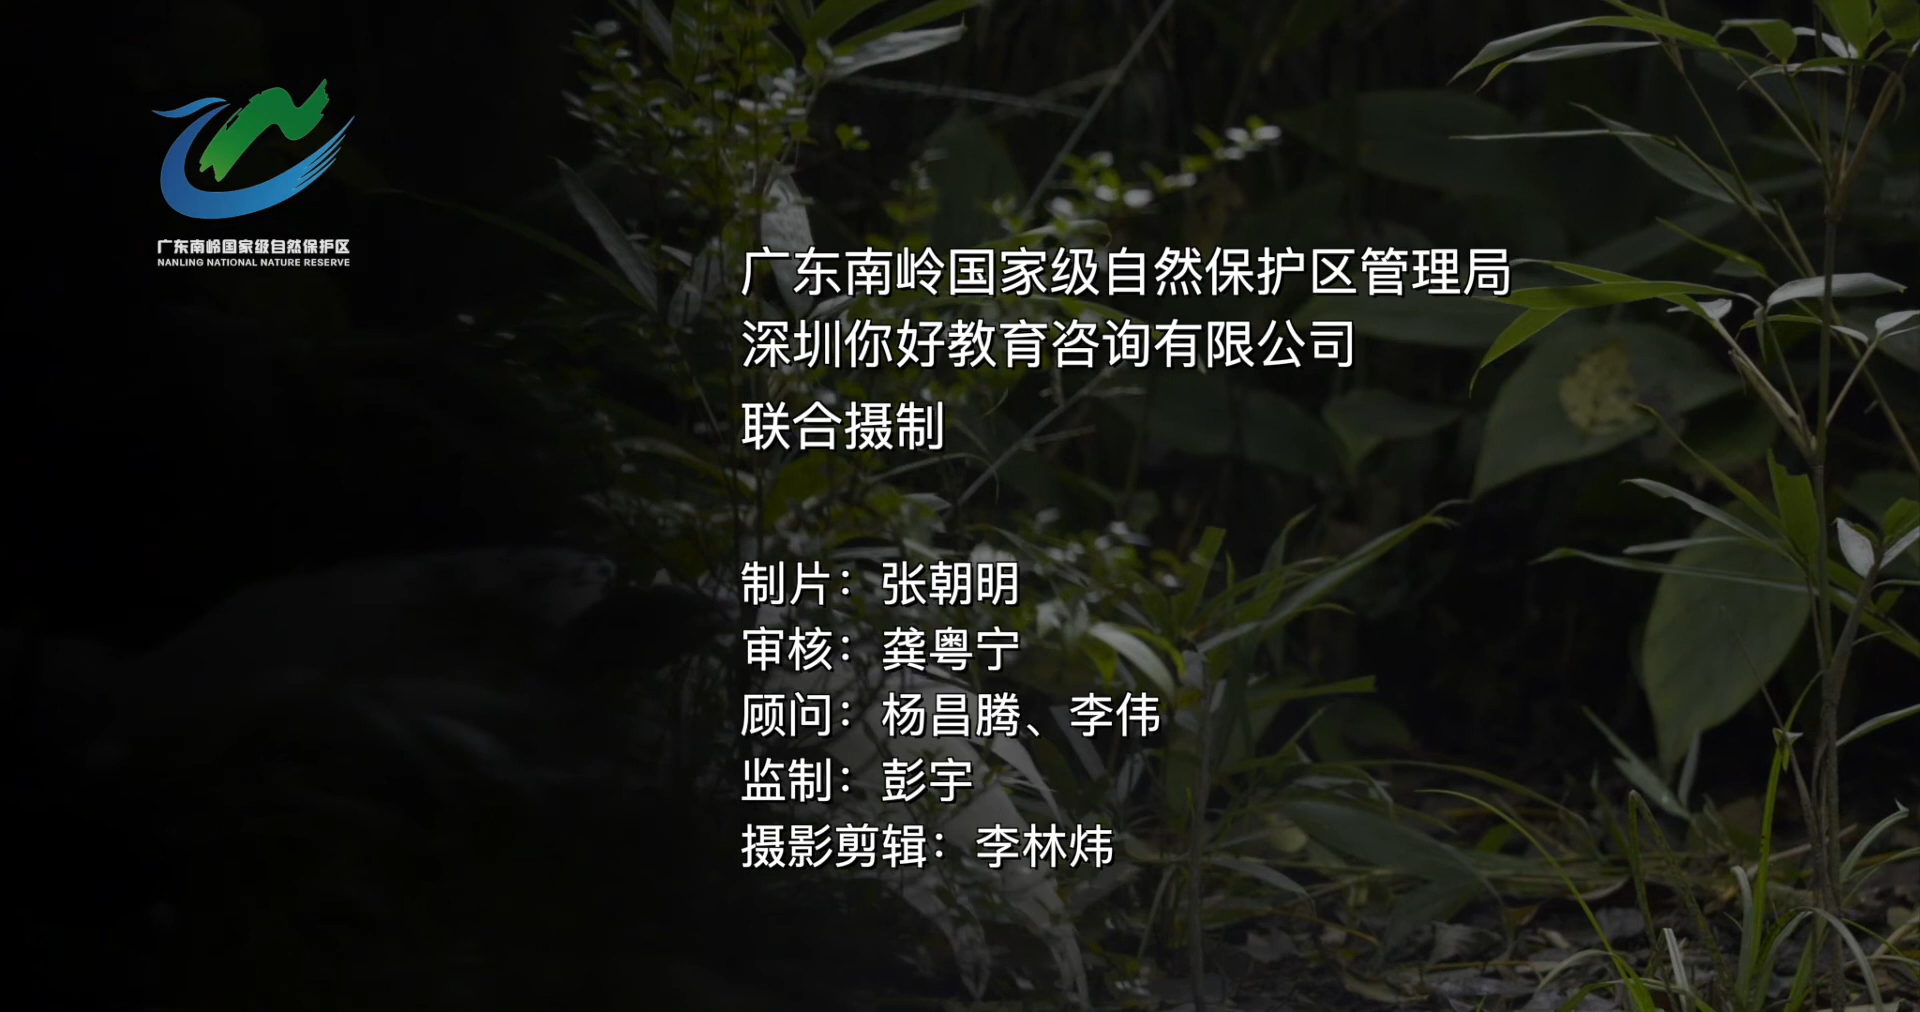 广东南岭国家级自然保护区
NANLING NATIONAL NATURE RESERVE
广东南岭国家级自然保护区管理局
深圳你好教育咨询有限公司
联合摄制
制片：张朝明
审核：龚粤宁
顾问：杨昌腾、李伟
监制：彭宇
摄影剪辑：李林炜